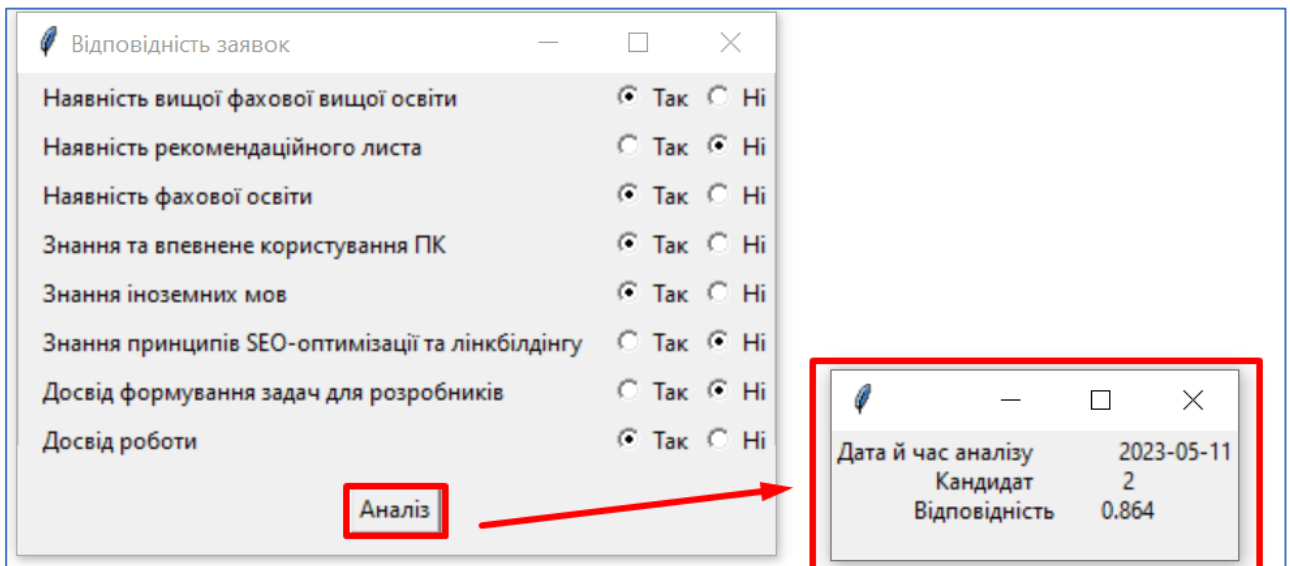 Відповідність заявок
Наявність вищої фахової вищої освіти Так Ні
Наявність рекомендаційного листа Так Ні
Наявність фахової освіти Так Ні
Знання та впевнене користування ПК Так Ні
Знання іноземних мов Так Ні
Знання принципів SEO-оптимізації та лінкбілдінгу Так Ні
Досвід формування задач для розробників Так Ні
Досвід роботи Так Ні
Аналіз
Дата й час аналізу 2023-05-11
Кандидат 2
Відповідність 0.864